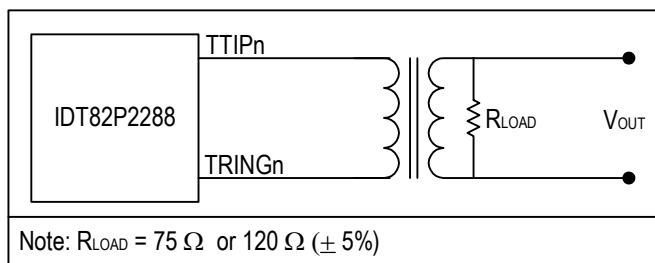 TTIPn
IDT82P2288
RLOAD
VOUT
TRINGn
Note: RLOAD = 75 Ω or 120 Ω (± 5%)